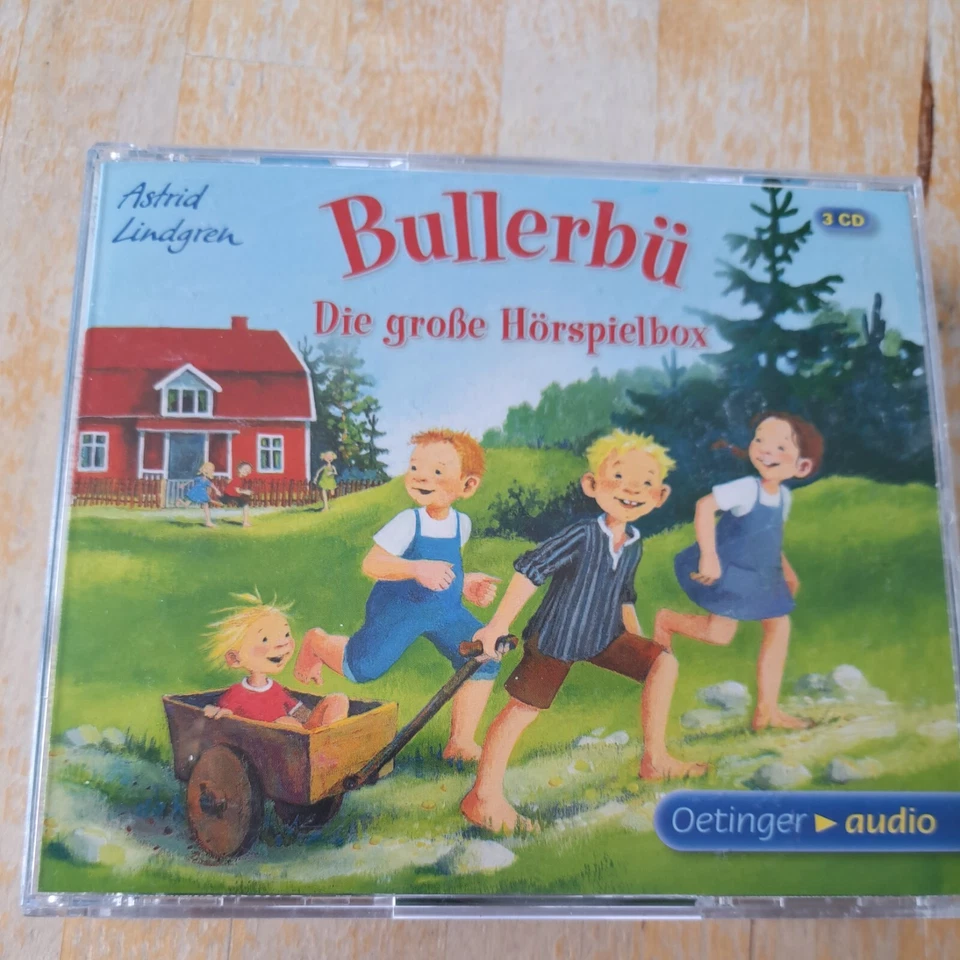 Astrid
Lindgren
Bullerbü
3 CD
Die große Hörspielbox
Oetinger audio